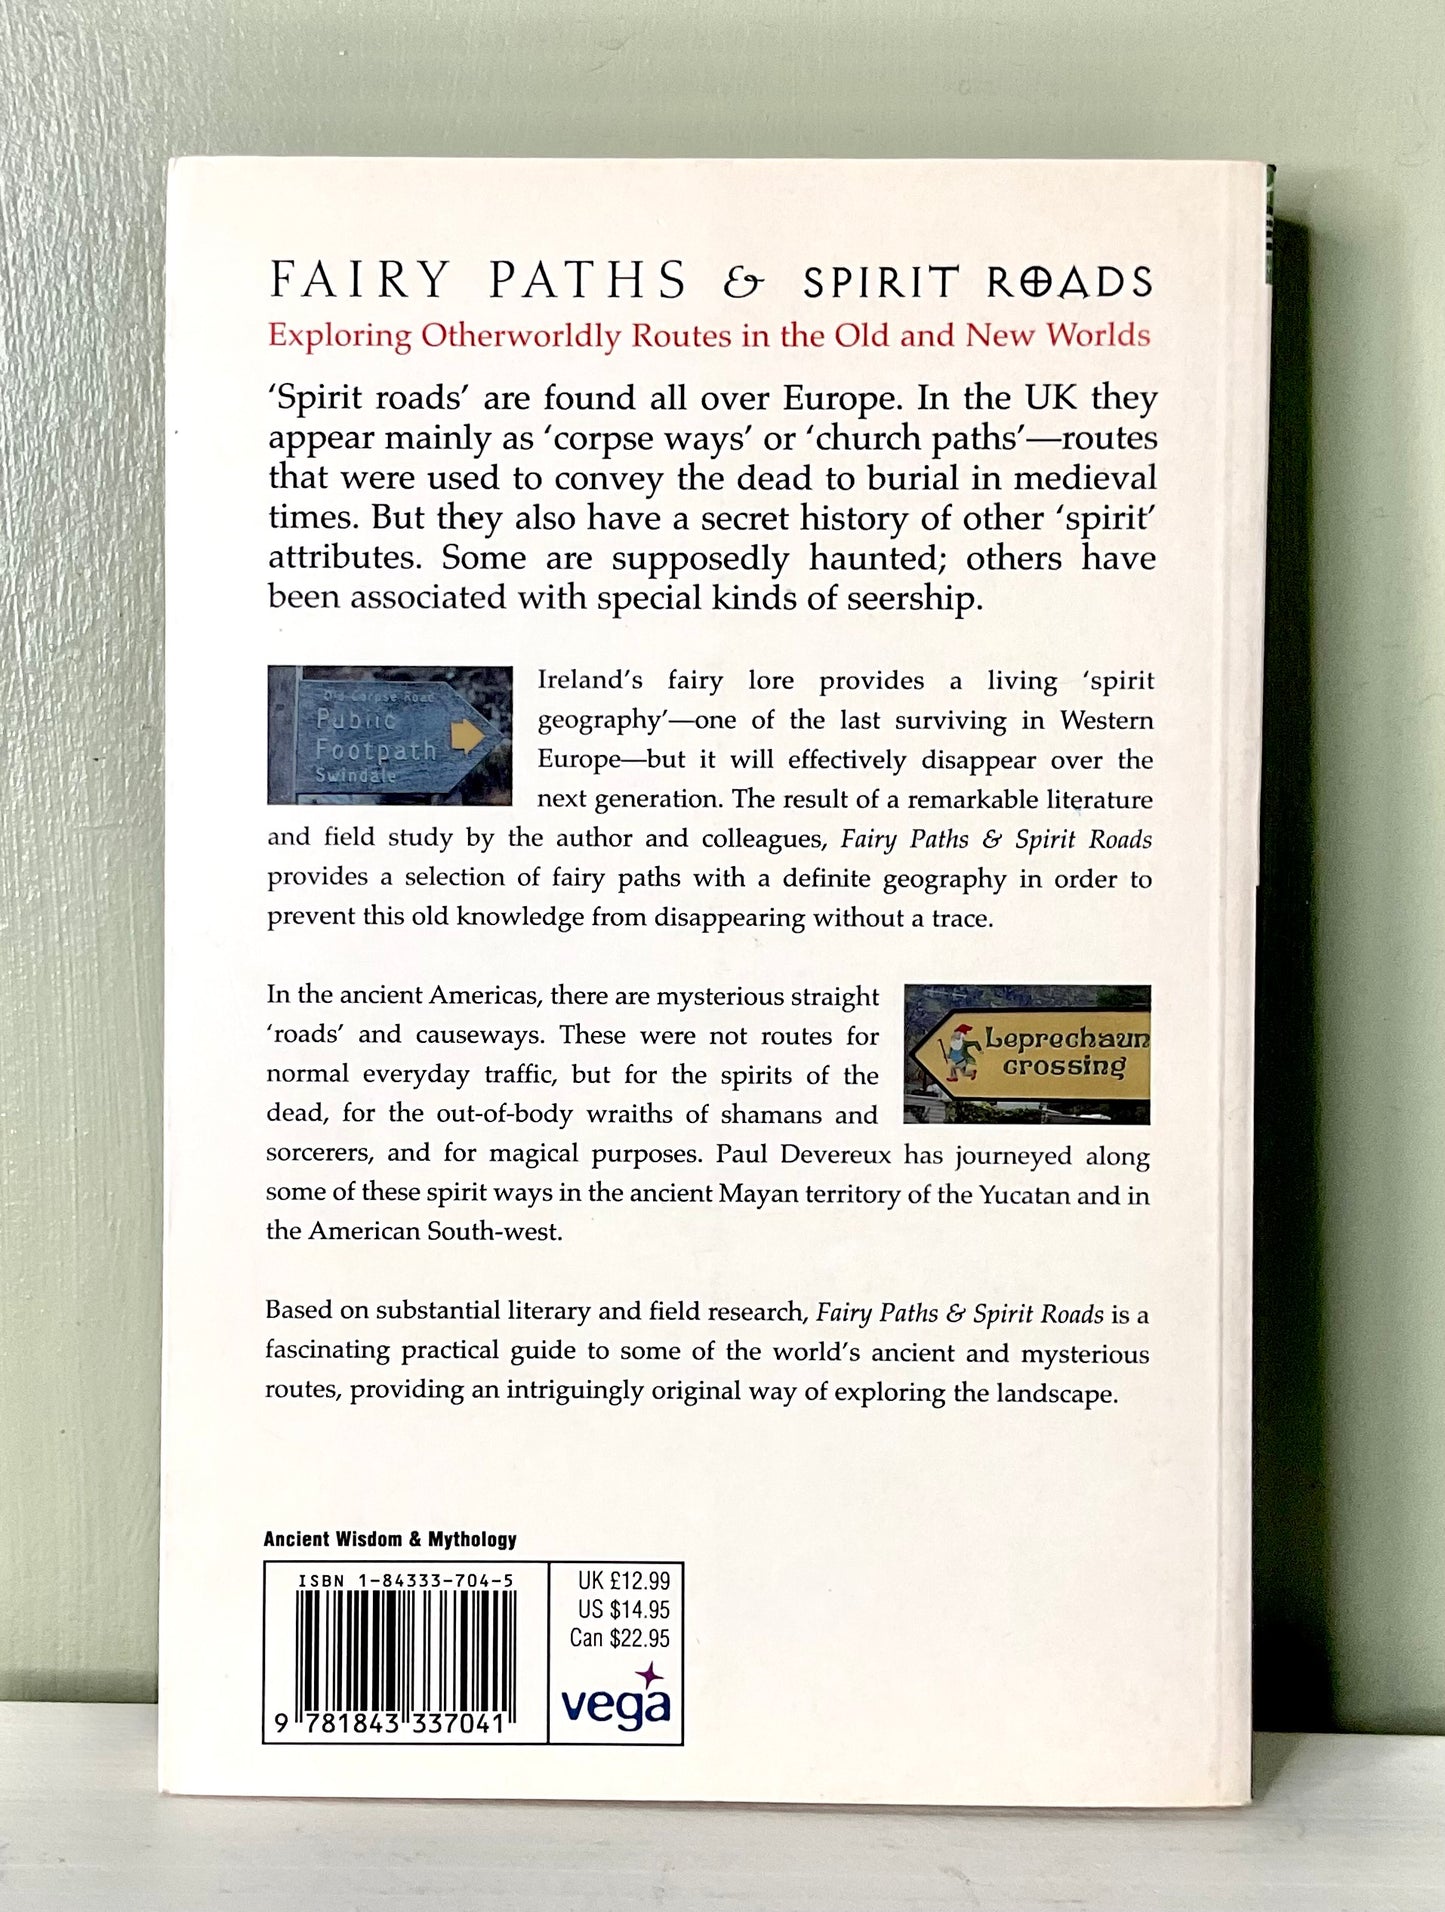 FAIRY PATHS & SPIRIT ROADS
Exploring Otherworldly Routes in the Old and New Worlds
‘Spirit roads’ are found all over Europe. In the UK they
appear mainly as ‘corpse ways’ or ‘church paths’—routes
that were used to convey the dead to burial in medieval
times. But they also have a secret history of other ‘spirit’
attributes. Some are supposedly haunted; others have
been associated with special kinds of seership.
Old Corpse Road
Public
Footpath
Swindale
Ireland’s fairy lore provides a living ‘spirit
geography’—one of the last surviving in Western
Europe—but it will effectively disappear over the
next generation. The result of a remarkable literature
and field study by the author and colleagues, Fairy Paths & Spirit Roads
provides a selection of fairy paths with a definite geography in order to
prevent this old knowledge from disappearing without a trace.
In the ancient Americas, there are mysterious straight
‘roads’ and causeways. These were not routes for
normal everyday traffic, but for the spirits of the
dead, for the out-of-body wraiths of shamans and
sorcerers, and for magical purposes. Paul Devereux has journeyed along
some of these spirit ways in the ancient Mayan territory of the Yucatan and in
the American South-west.
Leprechaun
crossing
Based on substantial literary and field research, Fairy Paths & Spirit Roads is a
fascinating practical guide to some of the world’s ancient and mysterious
routes, providing an intriguingly original way of exploring the landscape.
Ancient Wisdom & Mythology
ISBN 1-84333-704-5
9 781843 337041
UK £12.99
US $14.95
Can $22.95
vega